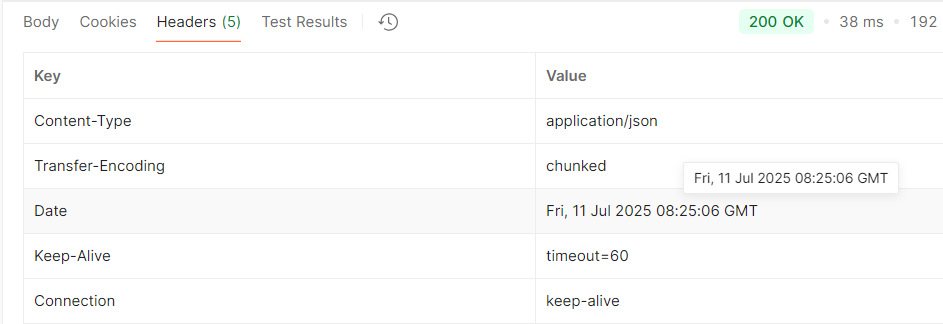 Body Cookies Headers (5) Test Results 200 OK 38 ms 192
Key Value
Content-Type application/json
Transfer-Encoding chunked
Fri, 11 Jul 2025 08:25:06 GMT
Date Fri, 11 Jul 2025 08:25:06 GMT
Keep-Alive timeout=60
Connection keep-alive